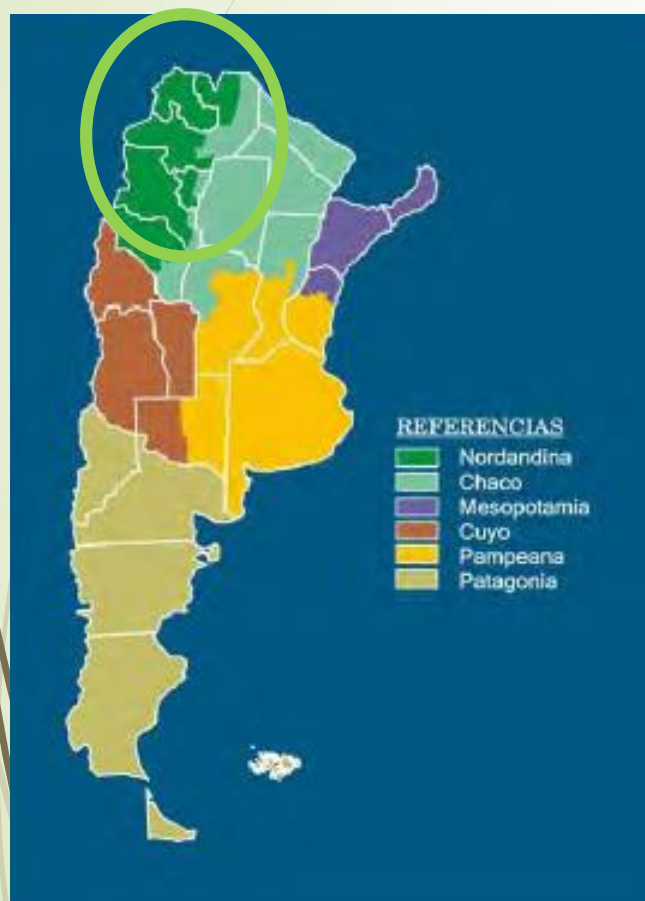 REFERENCIAS
Nordandina
Chaco
Mesopotamia
Cuyo
Pampeana
Patagonia